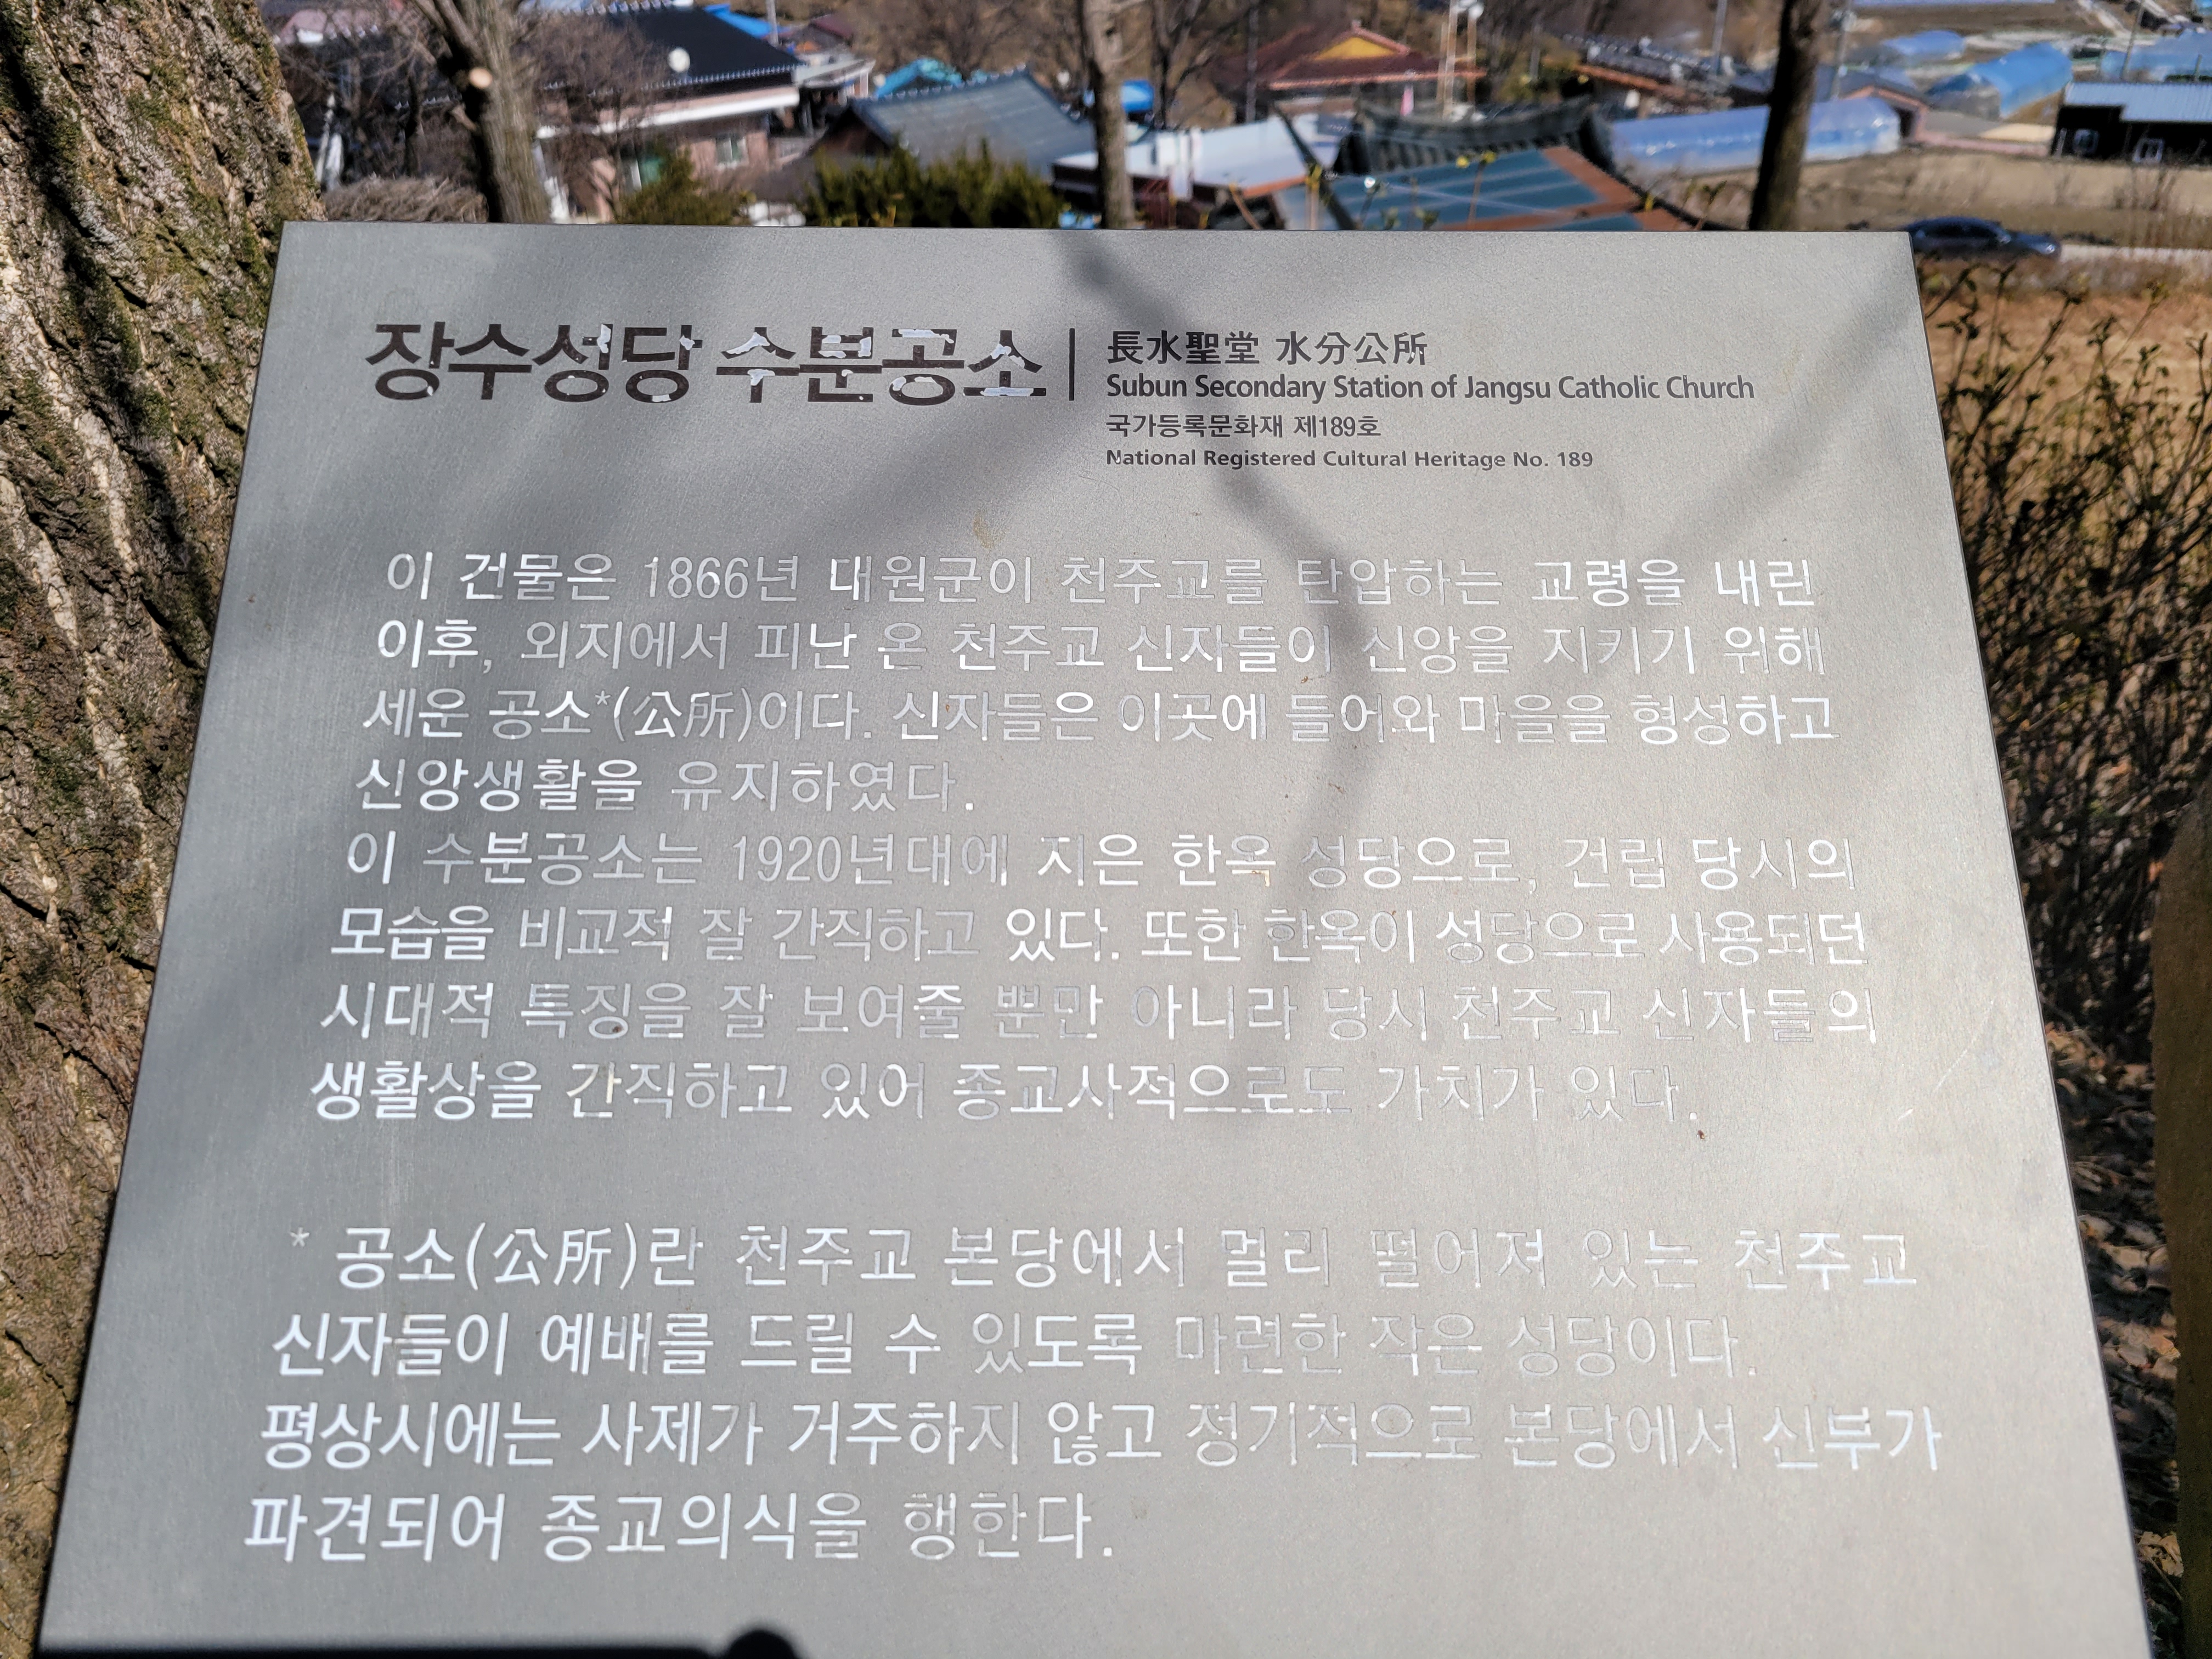 장수성당 수분공소
長水聖堂 水分公所
Subun Secondary Station of Jangsu Catholic Church
국가등록문화재 제189호
National Registered Cultural Heritage No. 189
이 건물은 1866년 대원군이 천주교를 탄압하는 교령을 내린
이후, 외지에서 피난 온 천주교 신자들이 신앙을 지키기 위해
세운 공소*(公所)이다. 신자들은 이곳에 들어와 마을을 형성하고
신앙생활을 유지하였다.
이 수분공소는 1920년대에 지은 한옥 성당으로, 건립 당시의
모습을 비교적 잘 간직하고 있다. 또한 한옥이 성당으로 사용되던
시대적 특징을 잘 보여줄 뿐만 아니라 당시 천주교 신자들의
생활상을 간직하고 있어 종교사적으로도 가치가 있다.
* 공소(公所)란 천주교 본당에서 멀리 떨어져 있는 천주교
신자들이 예배를 드릴 수 있도록 마련한 작은 성당이다.
평상시에는 사제가 거주하지 않고 정기적으로 본당에서 신부가
파견되어 종교의식을 행한다.